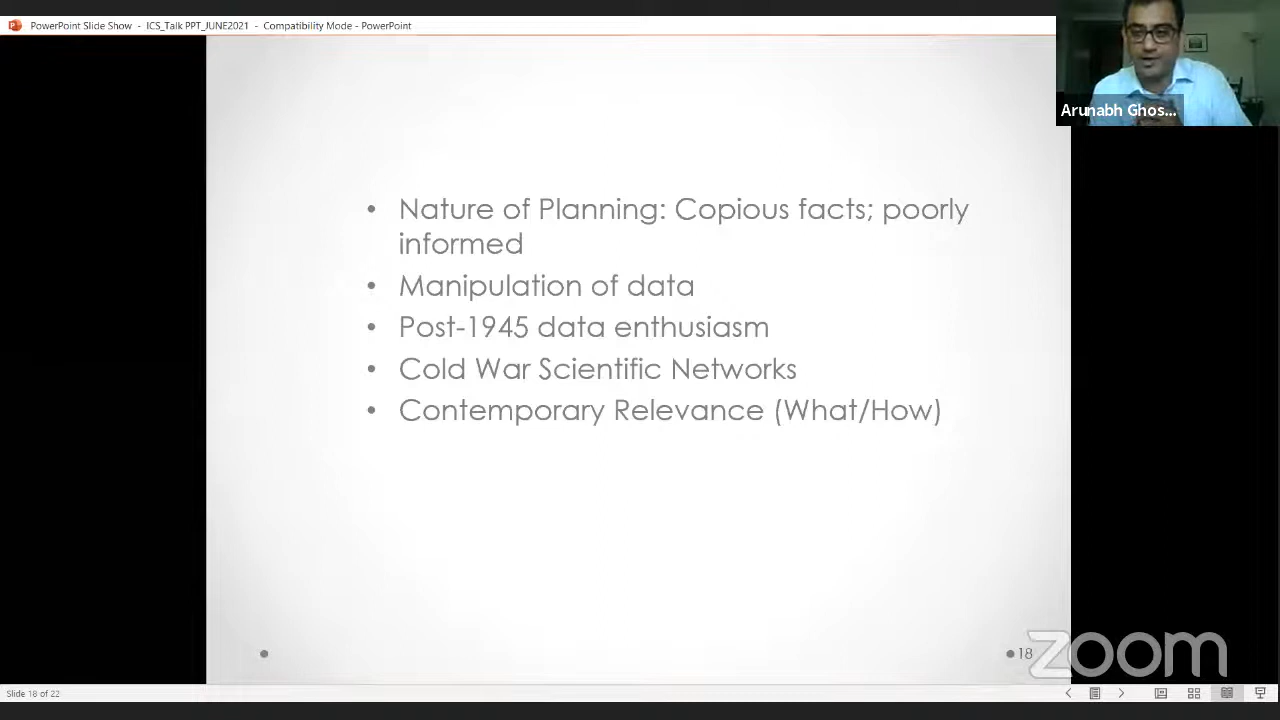 PowerPoint Slide Show - ICS_Talk PPT_JUNE2021 - Compatibility Mode - PowerPoint
Arunabh Ghos...
• Nature of Planning: Copious facts; poorly
informed
• Manipulation of data
• Post-1945 data enthusiasm
• Cold War Scientific Networks
• Contemporary Relevance (What/How)
18
zoom
Slide 18 of 22